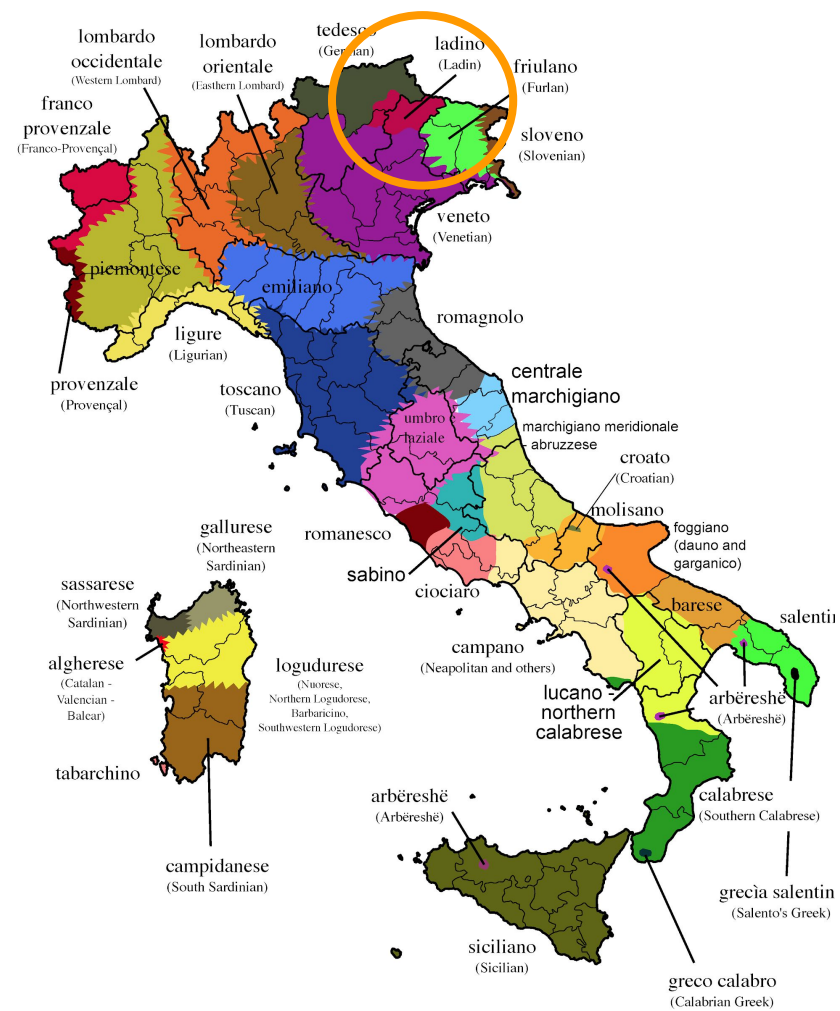 lombardo
occidentale
(Western Lombard)
lombardo
orientale
(Easthern Lombard)
tedesco
(German)
ladino
(Ladin)
friulano
(Furlan)
sloveno
(Slovenian)
franco
provenzale
(Franco-Provençal)
veneto
(Venetian)
piemontese
emiliano
ligure
(Ligurian)
romagnolo
provenzale
(Provençal)
toscano
(Tuscan)
centrale
marchigiano
umbro
laziale
marchigiano meridionale
- abruzzese
croato
(Croatian)
molisano
foggiano
(dauno and
garganico)
romanesco
sabino
ciociaro
gallurese
(Northeastern
Sardinian)
sassarese
(Northwestern
Sardinian)
barese
salentin
algherese
(Catalan -
Valencian -
Balear)
logudurese
(Nuorese,
Northern Logudorese,
Barbaricino,
Southwestern Logudorese)
campano
(Neapolitan and others)
lucano -
northern
calabrese
arbëreshë
(Arbëreshë)
tabarchino
arbëreshë
(Arbëreshë)
calabrese
(Southern Calabrese)
campidanese
(South Sardinian)
grecìa salentin
(Salento's Greek)
siciliano
(Sicilian)
greco calabro
(Calabrian Greek)